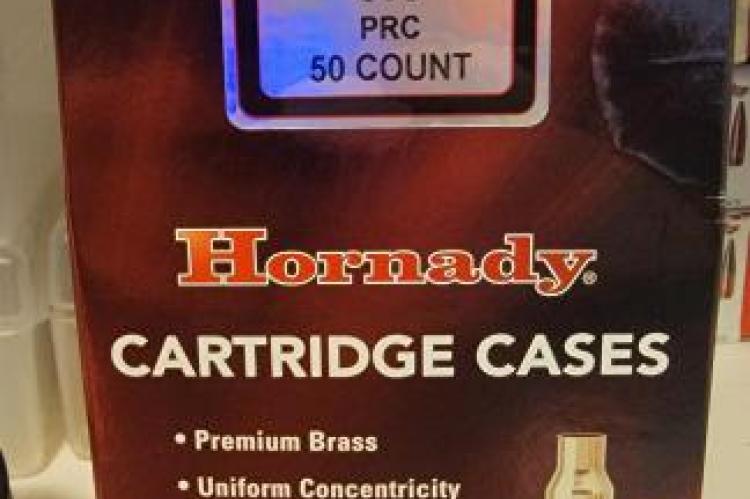 PRC
50 COUNT
Hornady®
CARTRIDGE CASES
• Premium Brass
• Uniform Concentricity